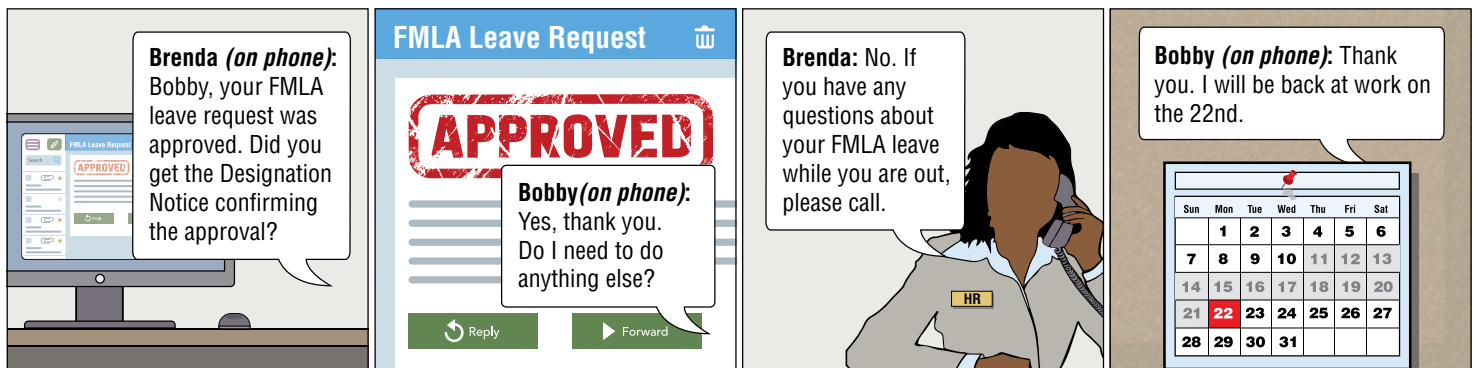 Brenda (on phone):
Bobby, your FMLA
leave request was
approved. Did you
get the Designation
Notice confirming
the approval?
Search
FMLA Leave Request
APPROVED
FMLA Leave Request
APPROVED
Bobby(on phone):
Yes, thank you.
Do I need to do
anything else?
Reply
Forward
Brenda: No. If
you have any
questions about
your FMLA leave
while you are out,
please call.
HR
Bobby (on phone): Thank
you. I will be back at work on
the 22nd.
Sun Mon Tue Wed Thu Fri Sat
1 2 3 4 5 6
7 8 9 10 11 12 13
14 15 16 17 18 19 20
21 22 23 24 25 26 27
28 29 30 31